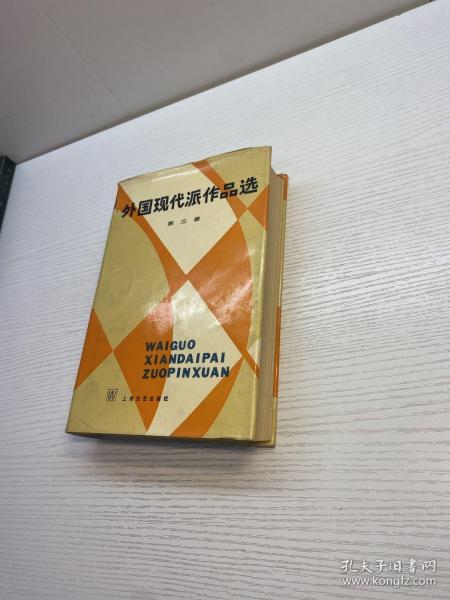 外国现代派作品选
第三册
WAIGUO
XIANDAIPAI
ZUOPINXUAN
W
上海文艺出版社
孔夫子旧书网
www.kongfz.com